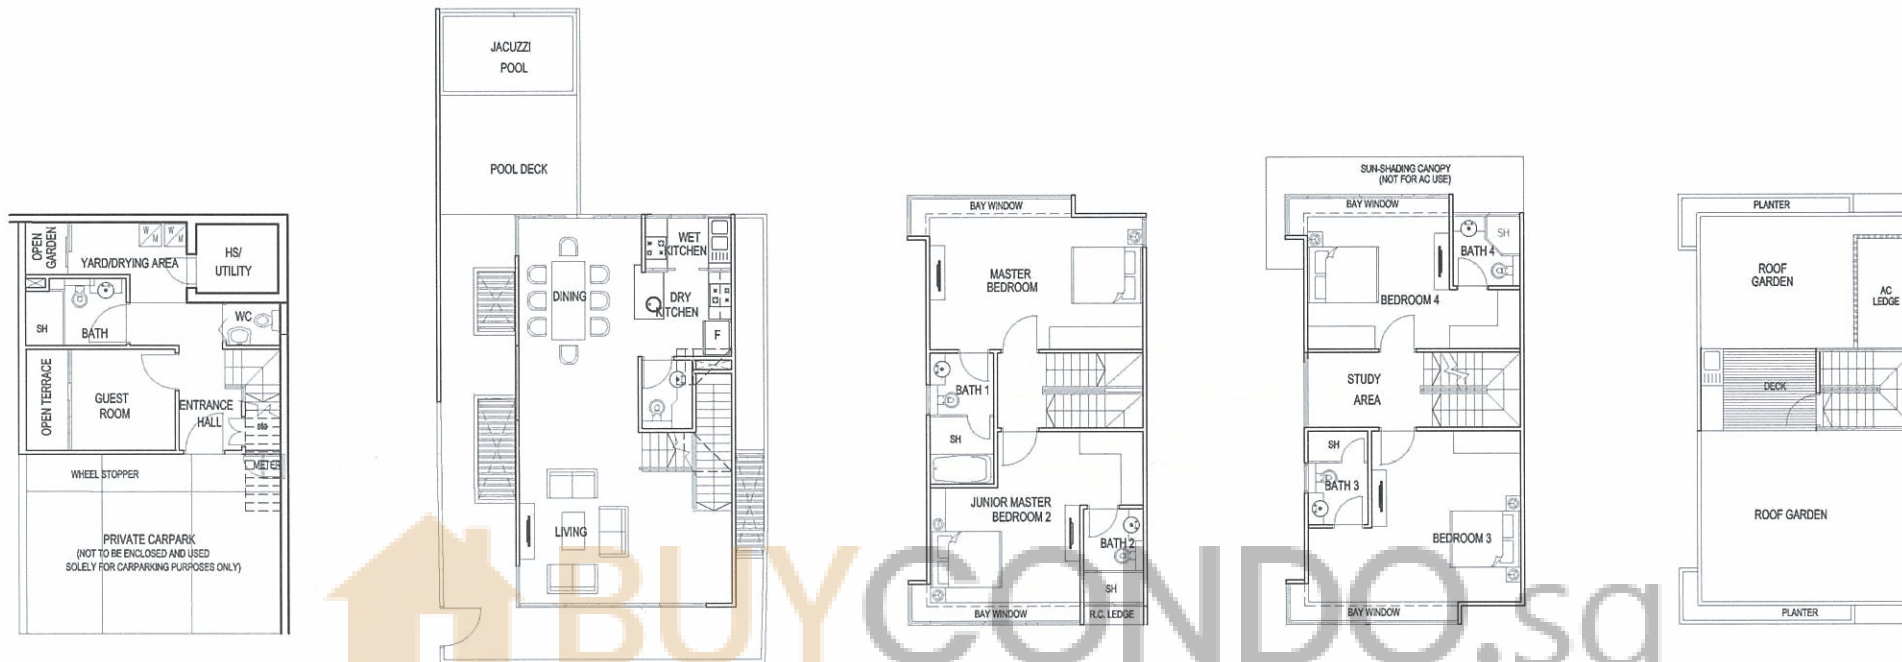 OPEN
GARDEN
W
M
W
M
YARD/DRYING AREA
HS/
UTILITY
SH
BATH
WC
OPEN TERRACE
GUEST
ROOM
ENTRANCE
HALL
sto
METER
WHEEL STOPPER
PRIVATE CARPARK
(NOT TO BE ENCLOSED AND USED
SOLELY FOR CARPARKING PURPOSES ONLY)
JACUZZI
POOL
POOL DECK
WET
KITCHEN
DINING
DRY
KITCHEN
F
LIVING
BAY WINDOW
MASTER
BEDROOM
BATH 1
SH
JUNIOR MASTER
BEDROOM 2
BATH 2
SH
BAY WINDOW
R.C. LEDGE
SUN-SHADING CANOPY
(NOT FOR AC USE)
BAY WINDOW
SH
BATH 4
BEDROOM 4
STUDY
AREA
SH
BATH 3
BEDROOM 3
BAY WINDOW
PLANTER
ROOF
GARDEN
AC
LEDGE
DECK
ROOF GARDEN
PLANTER
BUYCONDO.sg